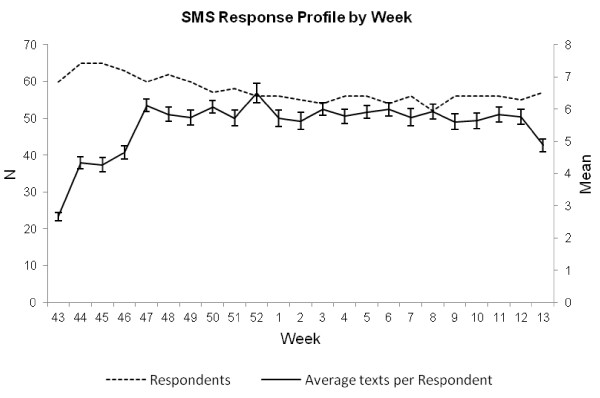 SMS Response Profile by Week
70
60
50
40
30
20
10
0
N
8
7
6
5
4
3
2
1
0
Mean
43 44 45 46 47 48 49 50 51 52 1 2 3 4 5 6 7 8 9 10 11 12 13
Week
Respondents
Average texts per Respondent